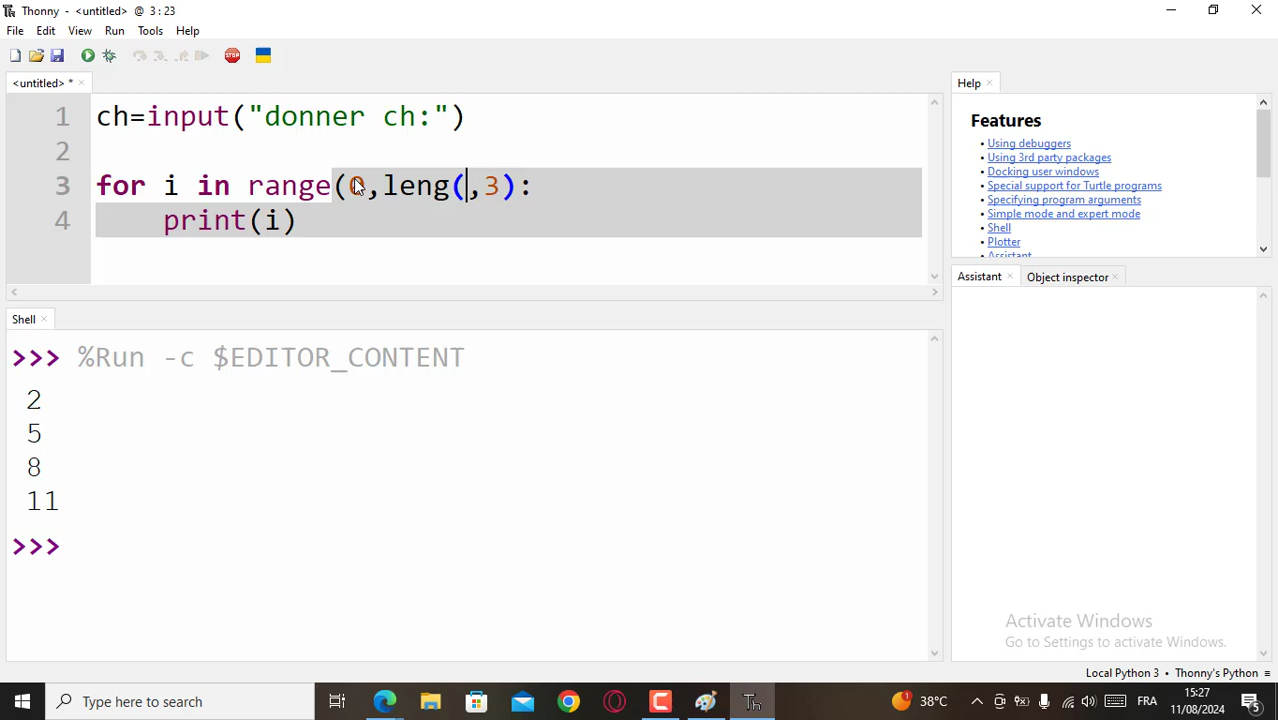 Thonny - <untitled> @ 3 : 23
File Edit View Run Tools Help
<untitled> *
1 ch=input("donner ch:")
2
3 for i in range(0,leng(,3):
4 print(i)
Shell
>>> %Run -c $EDITOR_CONTENT
2
5
8
11
>>>
Help
Features
Using debuggers
Using 3rd party packages
Docking user windows
Special support for Turtle programs
Specifying program arguments
Simple mode and expert mode
Shell
Plotter
Assistant
Assistant Object inspector
Activate Windows
Go to Settings to activate Windows.
Local Python 3 • Thonny's Python ≡
Type here to search
1 38°C FRA 15:27 11/08/2024 5